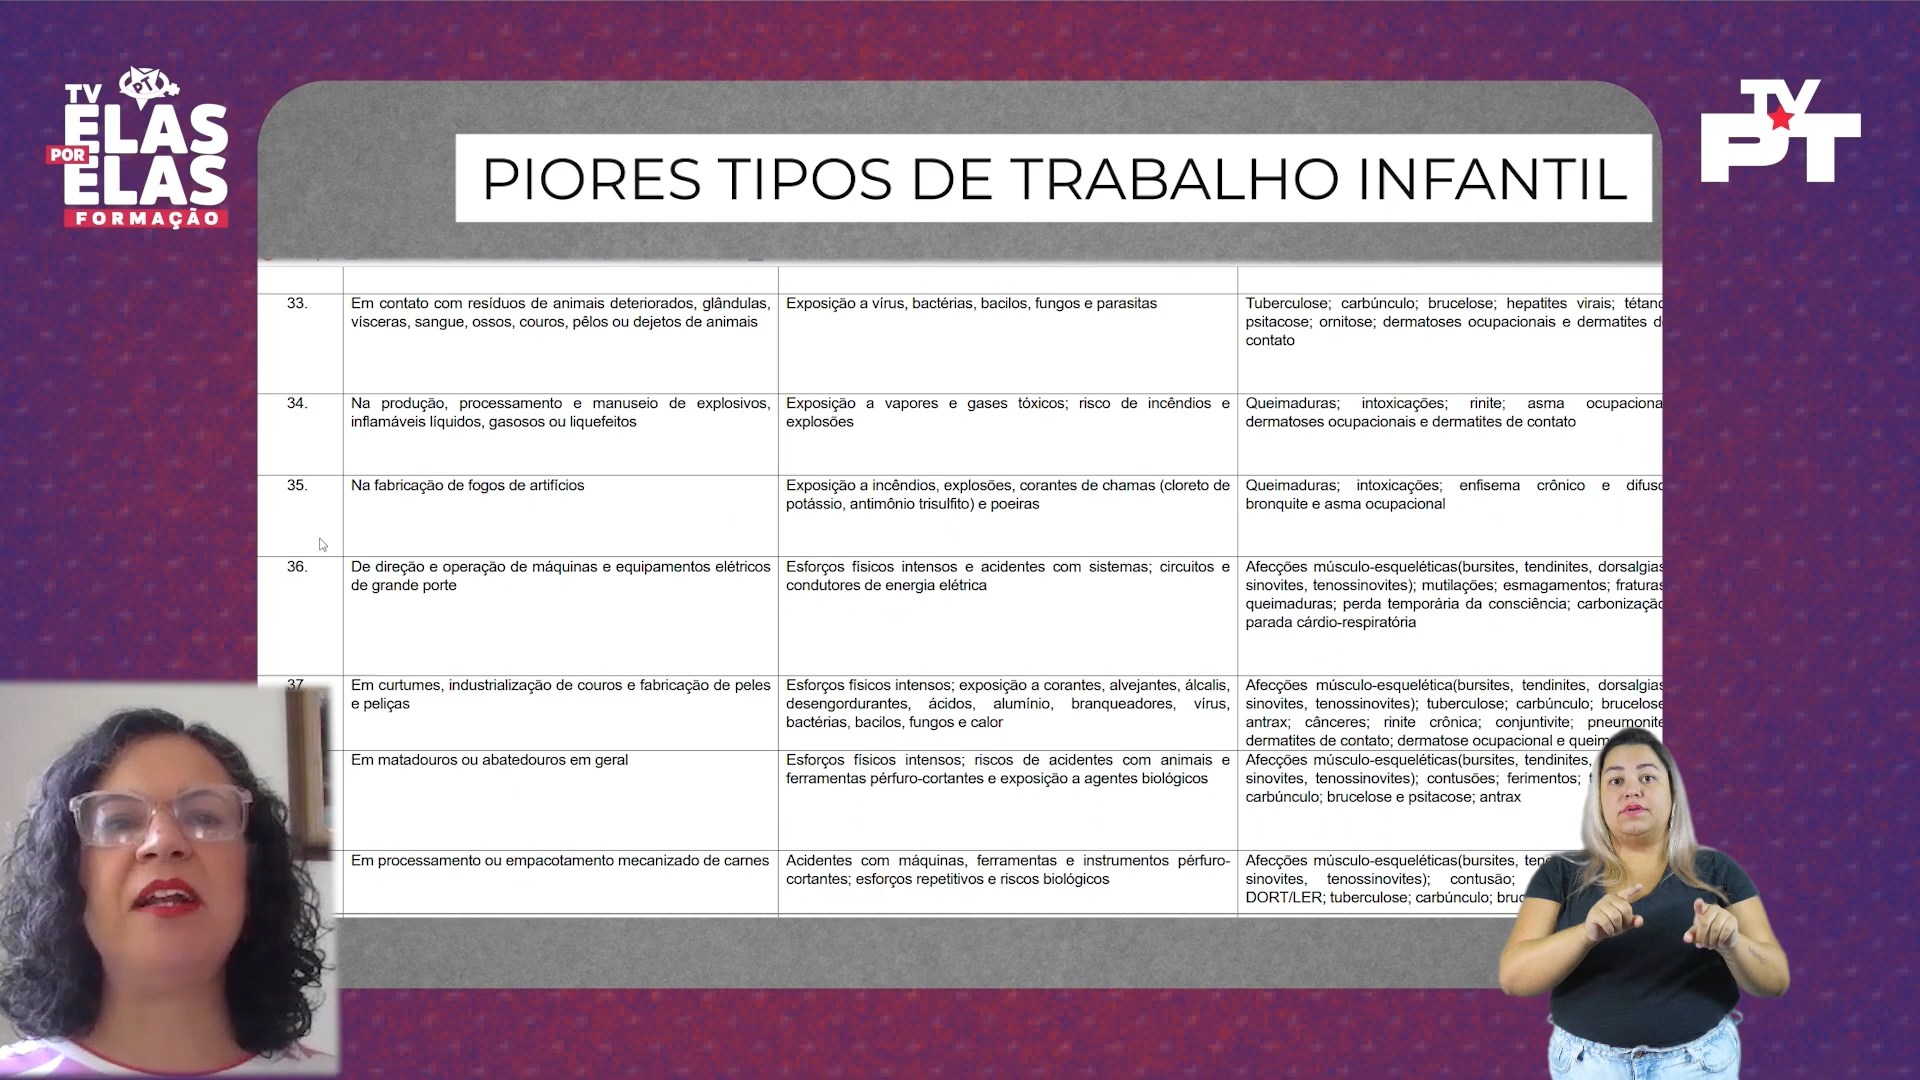 TV
PT
ELAS
POR
ELAS
FORMAÇÃO
TV
PT
PIORES TIPOS DE TRABALHO INFANTIL
33.
Em contato com resíduos de animais deteriorados, glândulas,
vísceras, sangue, ossos, couros, pêlos ou dejetos de animais
Exposição a vírus, bactérias, bacilos, fungos e parasitas
Tuberculose; carbúnculo; brucelose; hepatites virais;
psitacose; ornitose; dermatoses ocupacionais e dermatites
contato
34.
Na produção, processamento e manuseio de explosivos,
inflamáveis líquidos, gasosos ou liquefeitos
Exposição a vapores e gases tóxicos; risco de incêndios e
explosões
Queimaduras; intoxicações; rinite; asma
dermatoses ocupacionais e dermatites de contato
35.
Na fabricação de fogos de artifícios
Exposição a incêndios, explosões, corantes de chamas (cloreto de
potássio, antimônio trisulfito) e poeiras
Queimaduras; intoxicações; enfisema crônico e
bronquite e asma ocupacional
36.
De direção e operação de máquinas e equipamentos elétricos
de grande porte
Esforços físicos intensos e acidentes com sistemas; circuitos e
condutores de energia elétrica
Afecções músculo-esqueléticas(bursites, tendinites, dorsalgias
sinovites, tenossinovites); mutilações; esmagamentos; fraturas
queimaduras; perda temporária da consciência; carbonização
parada cárdio-respiratória
37
Em curtumes, industrialização de couros e fabricação de peles
e peliças
Esforços físicos intensos; exposição a corantes, alvejantes, álcalis,
desengordurantes, ácidos, alumínio, branqueadores, vírus,
bactérias, bacilos, fungos e calor
Afecções músculo-esquelética(bursites, tendinites, dorsalgias
sinovites, tenossinovites); tuberculose; carbúnculo; brucelose
antrax; cânceres; rinite crônica; conjuntivite; pneumonite
dermatites de contato; dermatose ocupacional e
Em matadouros ou abatedouros em geral
Esforços físicos intensos; riscos de acidentes com animais e
ferramentas pérfuro-cortantes e exposição a agentes biológicos
Afecções músculo-esqueléticas(bursites, tendinites,
sinovites, tenossinovites); contusões; ferimentos;
carbúnculo; brucelose e psitacose; antrax
Em processamento ou empacotamento mecanizado de carnes
Acidentes com máquinas, ferramentas e instrumentos pérfuro-
cortantes; esforços repetitivos e riscos biológicos
Afecções músculo-esqueléticas(bursites,
sinovites, tenossinovites); contusão;
DORT/LER; tuberculose; carbúnculo;